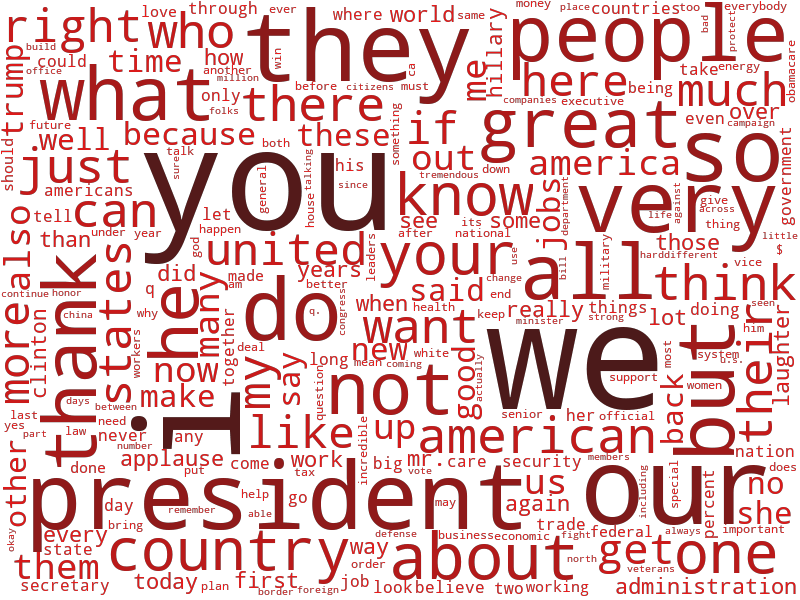 love through ever where world same money place too everybody
right who they people countries bad protect
build could time how win me hillary take energy obamacare
office another million before citizens ca must here being
trump what only folks there companies executive much
future well because both these something if great even over campaign
should just talk sure you his out tremendous down america so government
americans general talking since know see its some jobs department very give across
tell can let house after national life against thing little
also than under year happen god united leaders your all those $
states he did made years said use change bill military harddifferent vice
more thank q am better when health end really things think
continue honor many do q. congress want keep minister strong lot doing seen him
china why deal new white actually good we but their laughter
clinton workers now together my say long mean coming support most system u.s.
days between make i question not senior official women
last need any like up american her back nation
yes part law never number applause come work incredible big mr. care security members does
other done put tax vote us including special percent no
president our she
day help go may again always important
okay every bring remember able defense business economic trade fight federal
them state country way about north get one
secretary today plan first border foreign order job look believe two working veterans administration